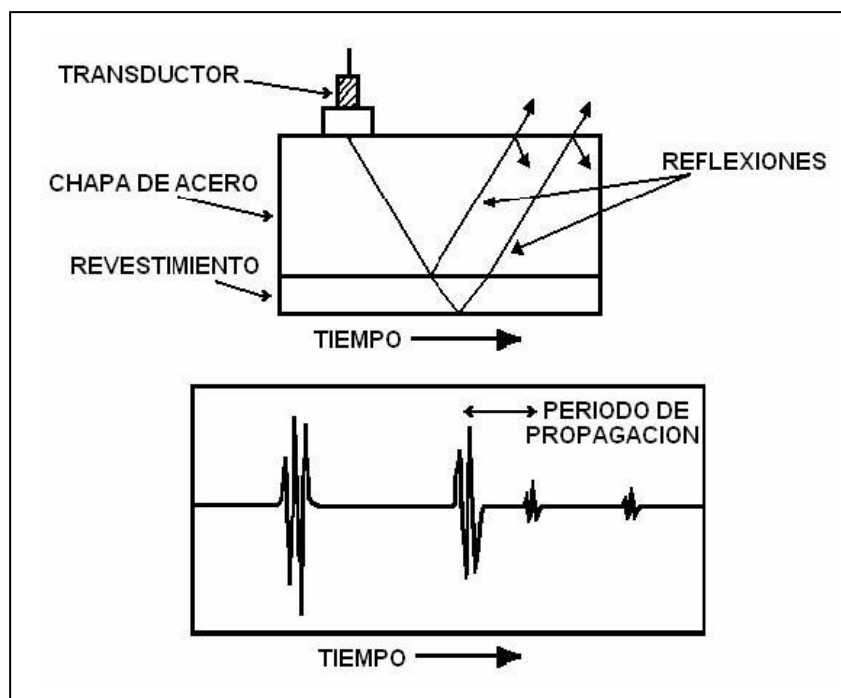 TRANSDUCTOR
CHAPA DE ACERO
REFLEXIONES
REVESTIMIENTO
TIEMPO
PERIODO DE
PROPAGACION
TIEMPO